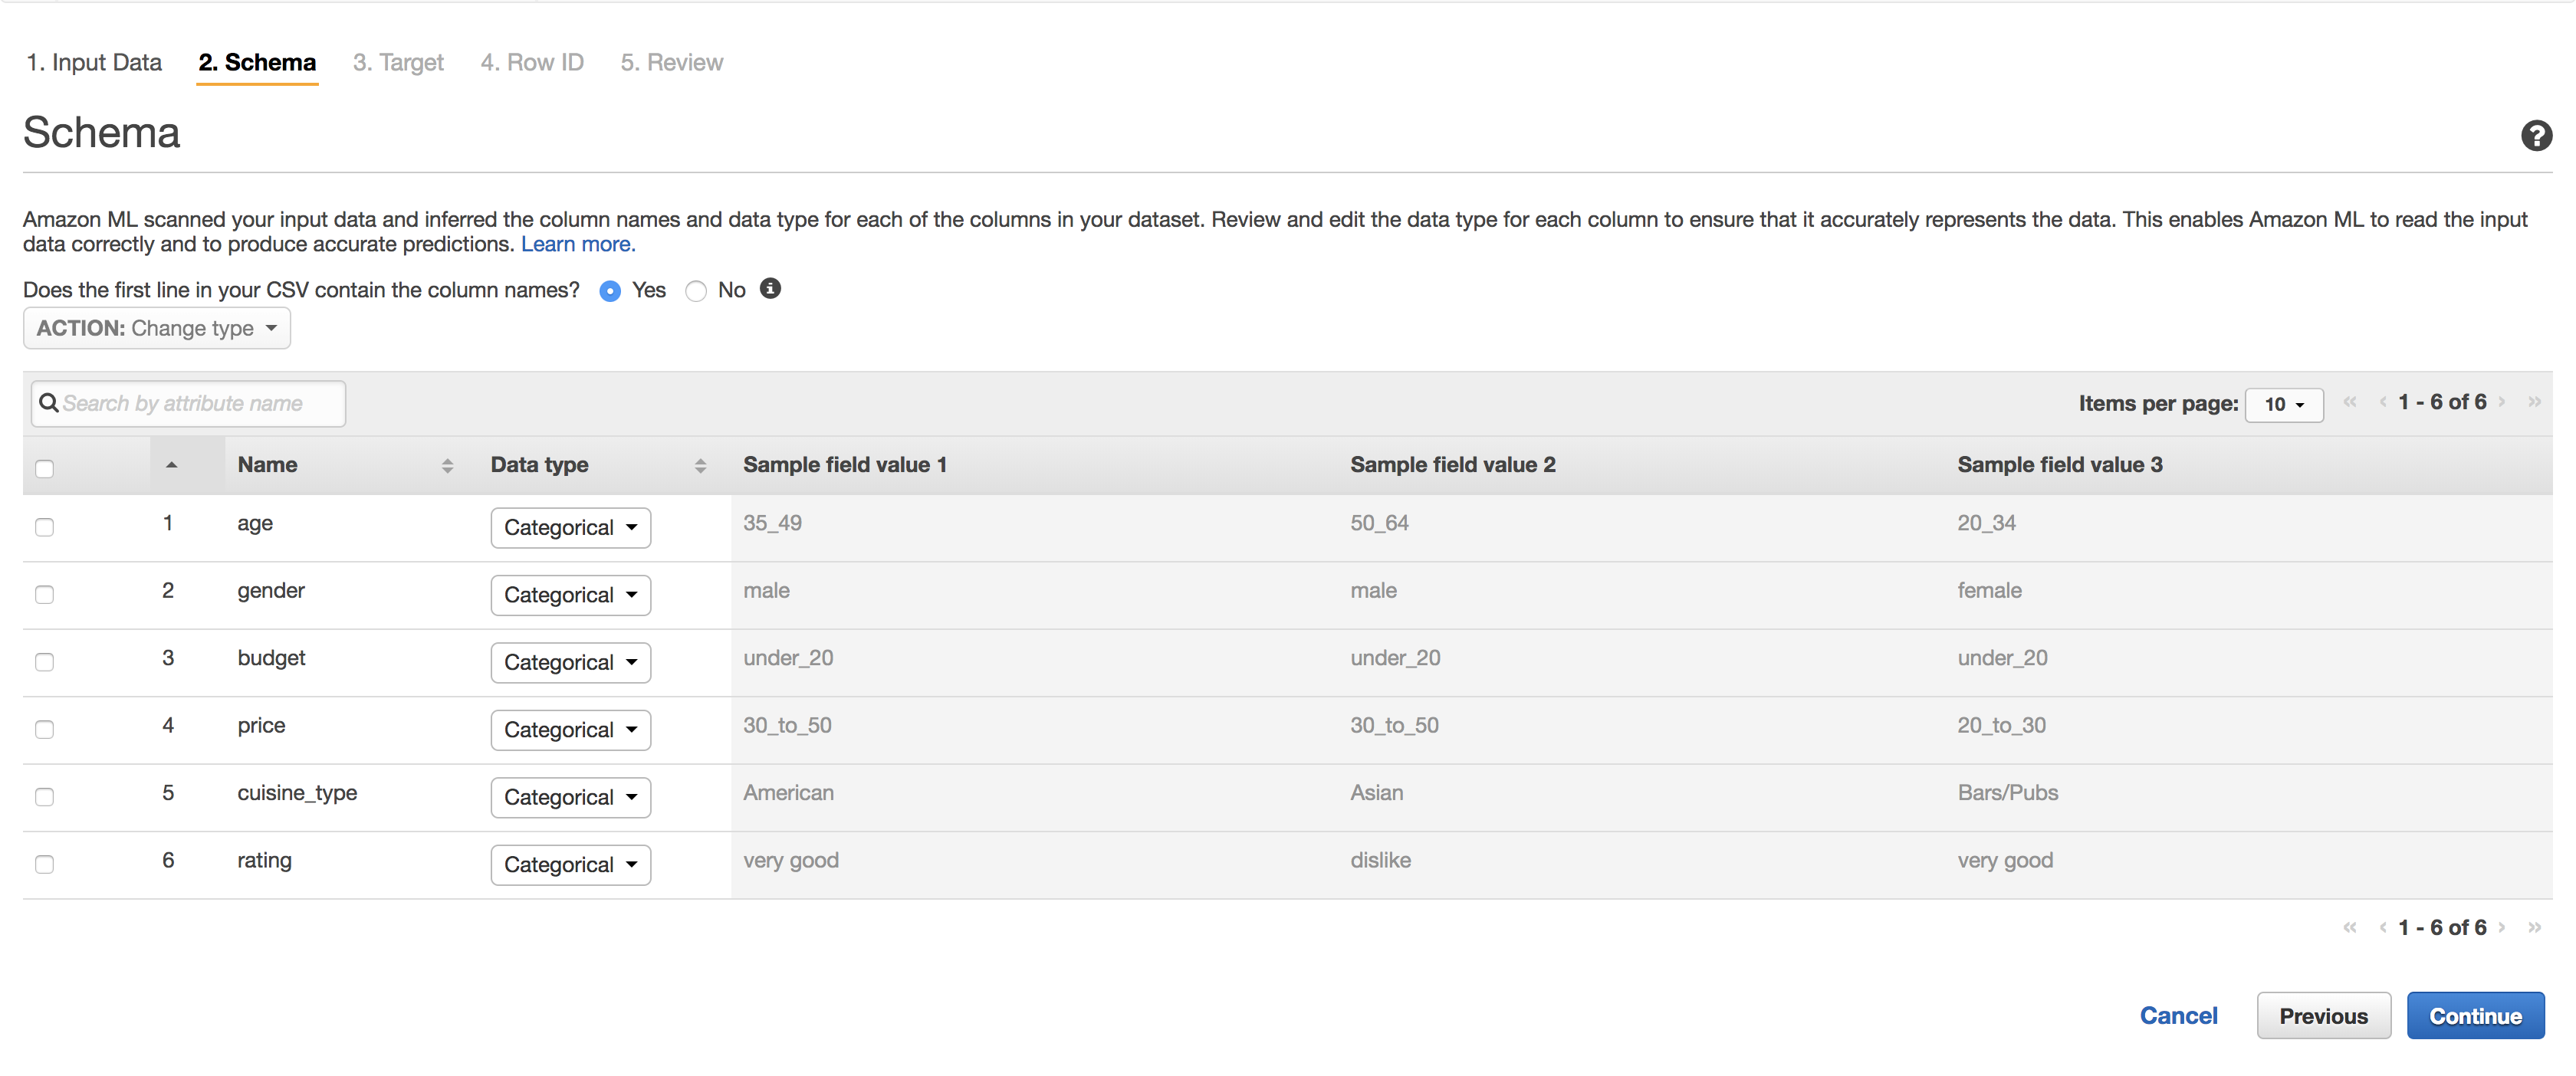 1. Input Data 2. Schema 3. Target 4. Row ID 5. Review
Schema
Amazon ML scanned your input data and inferred the column names and data type for each of the columns in your dataset. Review and edit the data type for each column to ensure that it accurately represents the data. This enables Amazon ML to read the input
data correctly and to produce accurate predictions. Learn more.
Does the first line in your CSV contain the column names? Yes No
ACTION: Change type
Search by attribute name Items per page: 10 « ‹ 1 - 6 of 6 › »
Name Data type Sample field value 1 Sample field value 2 Sample field value 3
1 age Categorical 35_49 50_64 20_34
2 gender Categorical male male female
3 budget Categorical under_20 under_20 under_20
4 price Categorical 30_to_50 30_to_50 20_to_30
5 cuisine_type Categorical American Asian Bars/Pubs
6 rating Categorical very good dislike very good
« ‹ 1 - 6 of 6 › »
Cancel Previous Continue